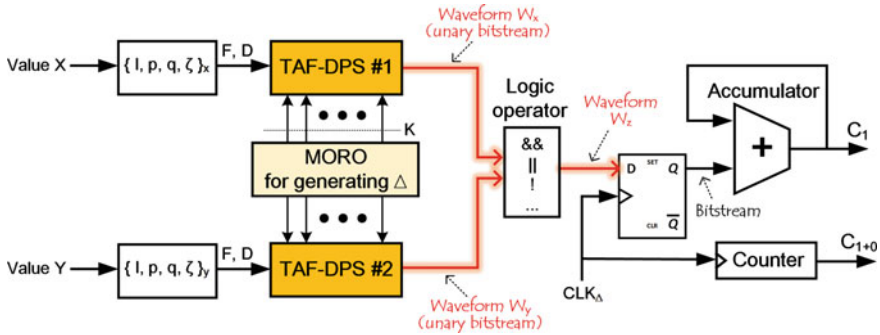 Waveform Wx
(unary bitstream)
Value X
{ I, p, q, ζ }x
F, D
TAF-DPS #1
K
MORO
for generating Δ
Logic
operator
&&
||
!
...
Waveform
Wz
D
SET
Q
CLR
Q̅
Bitstream
Accumulator
+
C1
Value Y
{ I, p, q, ζ }y
F, D
TAF-DPS #2
Waveform Wy
(unary bitstream)
CLKΔ
Counter
C1+0